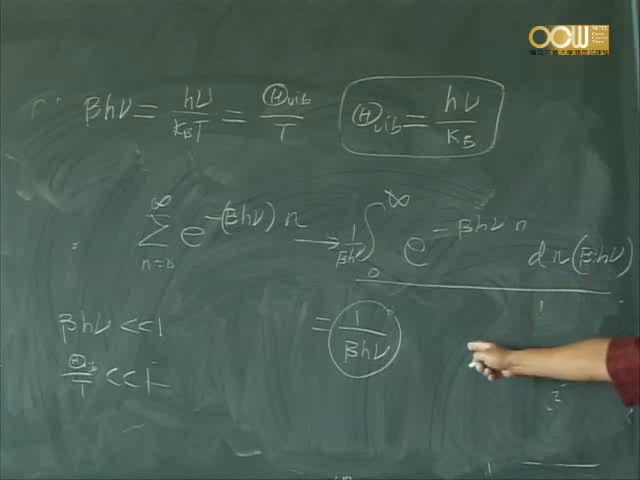 OCW
βhν = hν/k_BT = Θ_vib/T
Θ_vib = hν/k_B
∑_{n=0}^{∞} e^{-(βhν)n} → 1/βhν ∫_0^∞ e^{-βhν n} dn(βhν)
βhν << 1
= 1/βhν
Θ_vib/T << 1